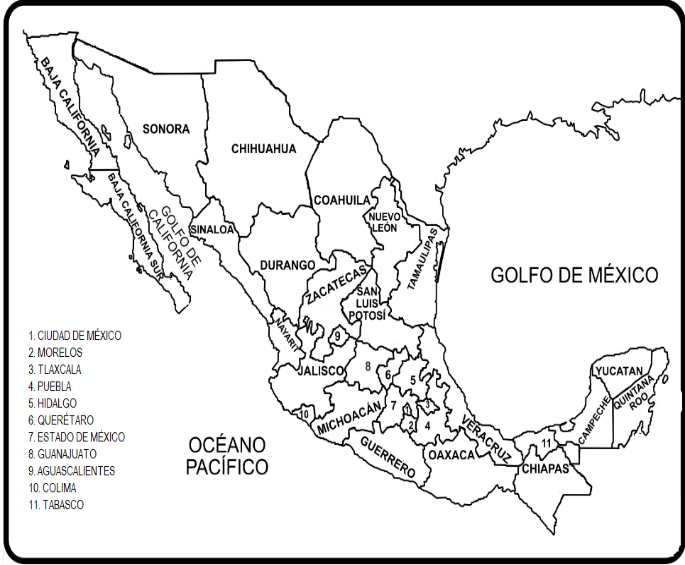 BAJA CALIFORNIA
SONORA
CHIHUAHUA
COAHUILA
NUEVO
LEÓN
TAMAULIPAS
BAJA CALIFORNIA SUR
GOLFO DE
CALIFORNIA
SINALOA
DURANGO
ZACATECAS
SAN
LUIS
POTOSÍ
GOLFO DE MÉXICO
NAYARIT
9
JALISCO
8
6
5
10
MICHOACÁN
7
1
3
2
4
VERACRUZ
GUERRERO
OAXACA
11
CHIAPAS
CAMPECHE
YUCATAN
QUINTANA
ROO
OCÉANO
PACÍFICO
1. CIUDAD DE MÉXICO
2. MORELOS
3. TLAXCALA
4. PUEBLA
5. HIDALGO
6. QUERÉTARO
7. ESTADO DE MÉXICO
8. GUANAJUATO
9. AGUASCALIENTES
10. COLIMA
11. TABASCO